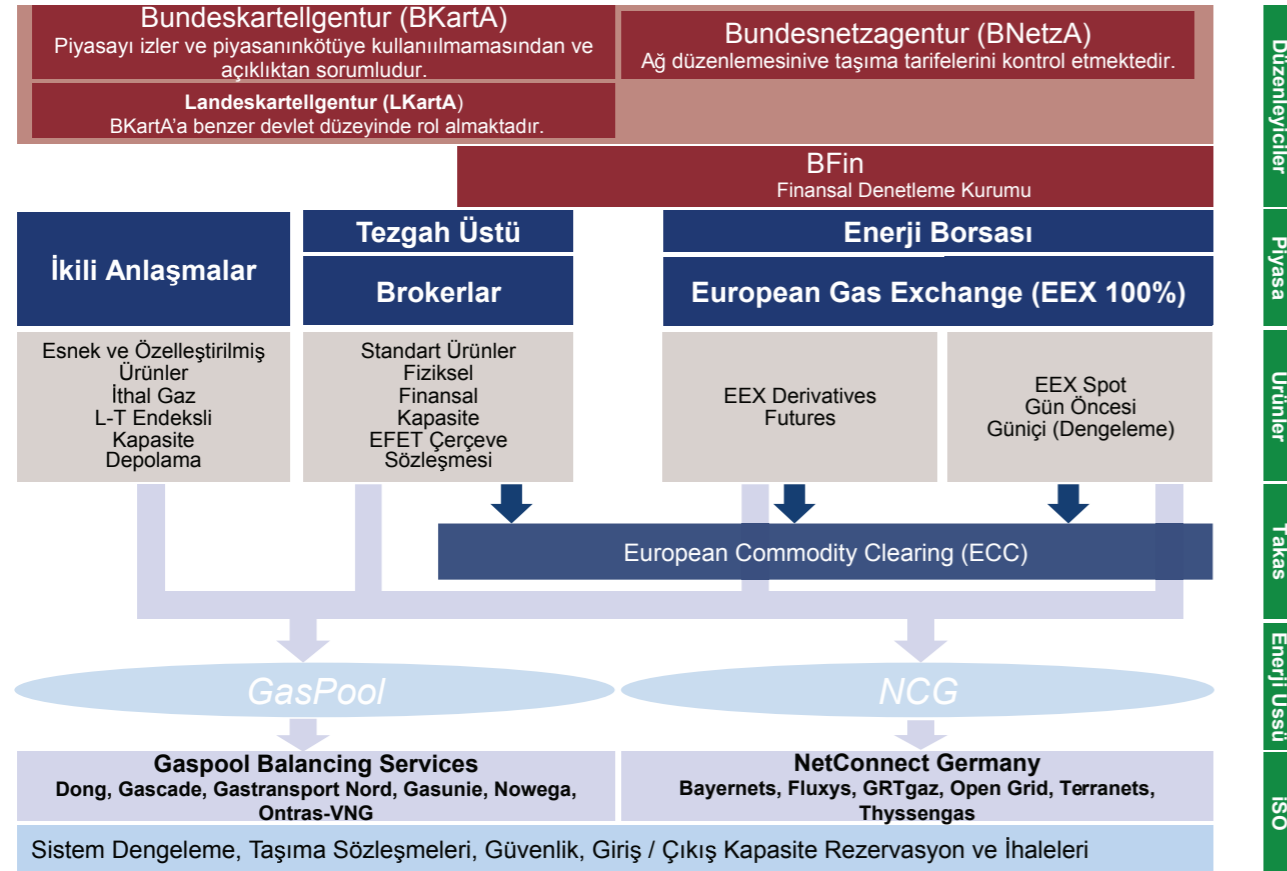 Bundeskartellgentur (BKartA)
Piyasayı izler ve piyasanınkötüye kullanıılmamasından ve
açıklıktan sorumludur.
Landeskartellgentur (LKartA)
BKartA'a benzer devlet düzeyinde rol almaktadır.
Bundesnetzagentur (BNetzA)
Ağ düzenlemesinive taşıma tarifelerini kontrol etmektedir.
BFin
Finansal Denetleme Kurumu
Düzenleyiciler
İkili Anlaşmalar
Tezgah Üstü
Brokerlar
Enerji Borsası
European Gas Exchange (EEX 100%)
Piyasa
Esnek ve Özelleştirilmiş
Ürünler
İthal Gaz
L-T Endeksli
Kapasite
Depolama
Standart Ürünler
Fiziksel
Finansal
Kapasite
EFET Çerçeve
Sözleşmesi
EEX Derivatives
Futures
EEX Spot
Gün Öncesi
Güniçi (Dengeleme)
Ürünler
European Commodity Clearing (ECC)
Takas
GasPool
NCG
Enerji Üssü
Gaspool Balancing Services
Dong, Gascade, Gastransport Nord, Gasunie, Nowega,
Ontras-VNG
NetConnect Germany
Bayernets, Fluxys, GRTgaz, Open Grid, Terranets,
Thyssengas
Sistem Dengeleme, Taşıma Sözleşmeleri, Güvenlik, Giriş / Çıkış Kapasite Rezervasyon ve İhaleleri
iSO